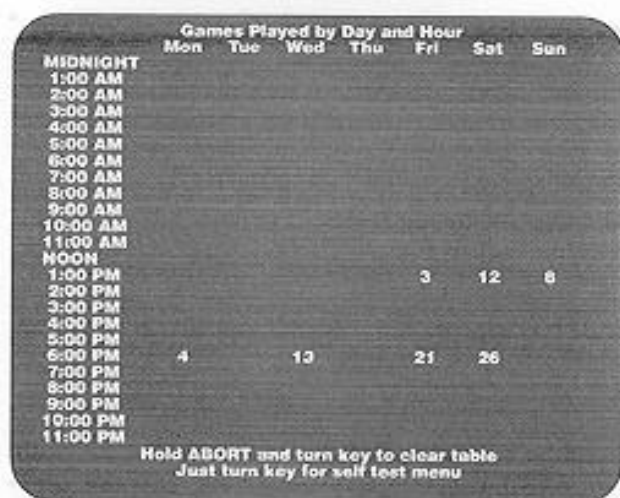 Games Played by Day and Hour
Mon Tue Wed Thu Fri Sat Sun
MIDNIGHT
1:00 AM
2:00 AM
3:00 AM
4:00 AM
5:00 AM
6:00 AM
7:00 AM
8:00 AM
9:00 AM
10:00 AM
11:00 AM
NOON
1:00 PM 3 12 8
2:00 PM
3:00 PM
4:00 PM
5:00 PM
6:00 PM 4 13 21 26
7:00 PM
8:00 PM
9:00 PM
10:00 PM
11:00 PM
Hold ABORT and turn key to clear table
Just turn key for self test menu